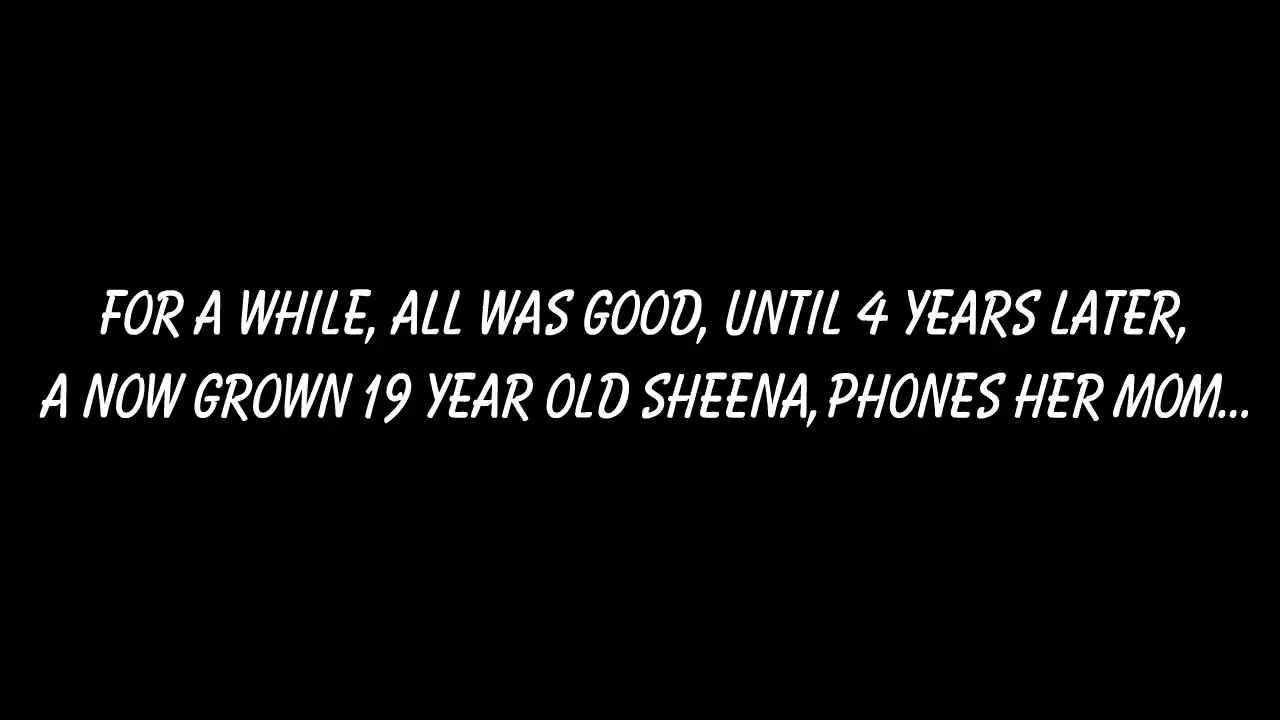 FOR A WHILE, ALL WAS GOOD, UNTIL 4 YEARS LATER,
A NOW GROWN 19 YEAR OLD SHEENA, PHONES HER MOM...